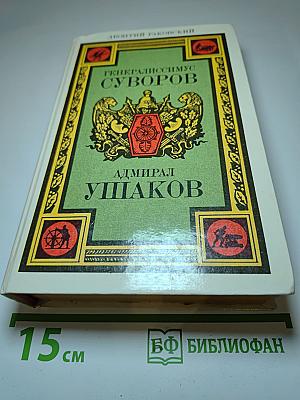 ЛЕОНТИЙ РАКОВСКИЙ
ГЕНЕРАЛИССИМУС
СУВОРОВ
АДМИРАЛ
УШАКОВ
15 см
БФ БИБЛИОФАН